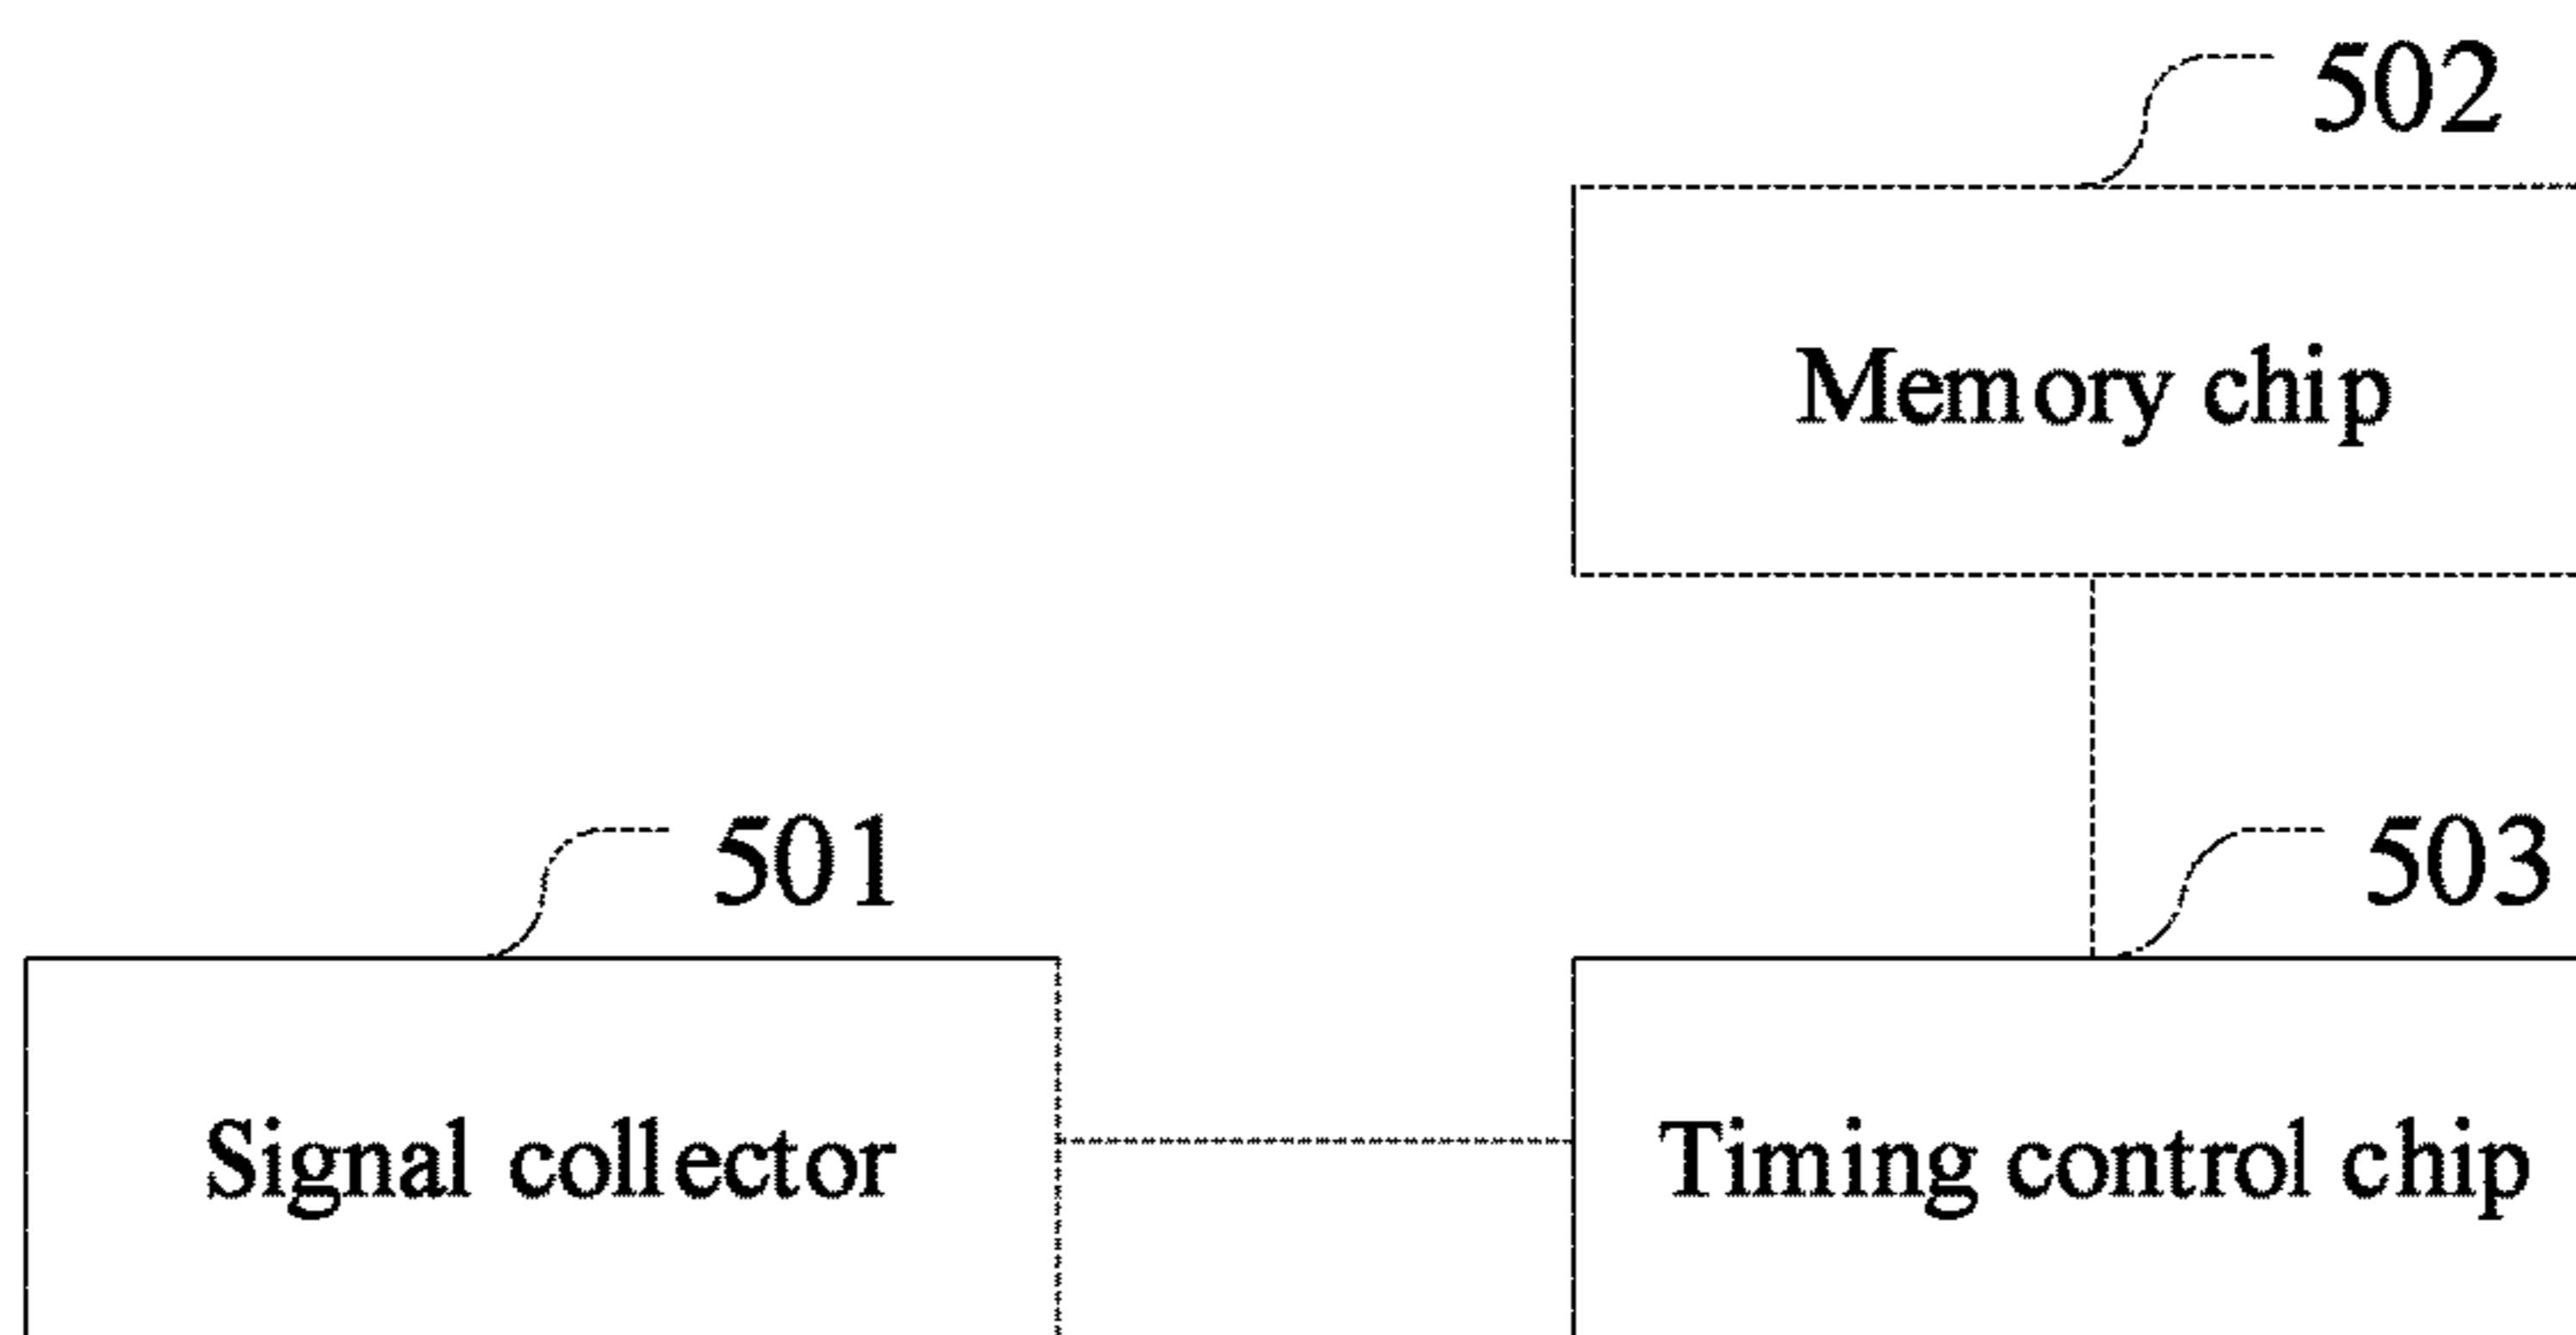 502
Memory chip
501
503
Signal collector
Timing control chip